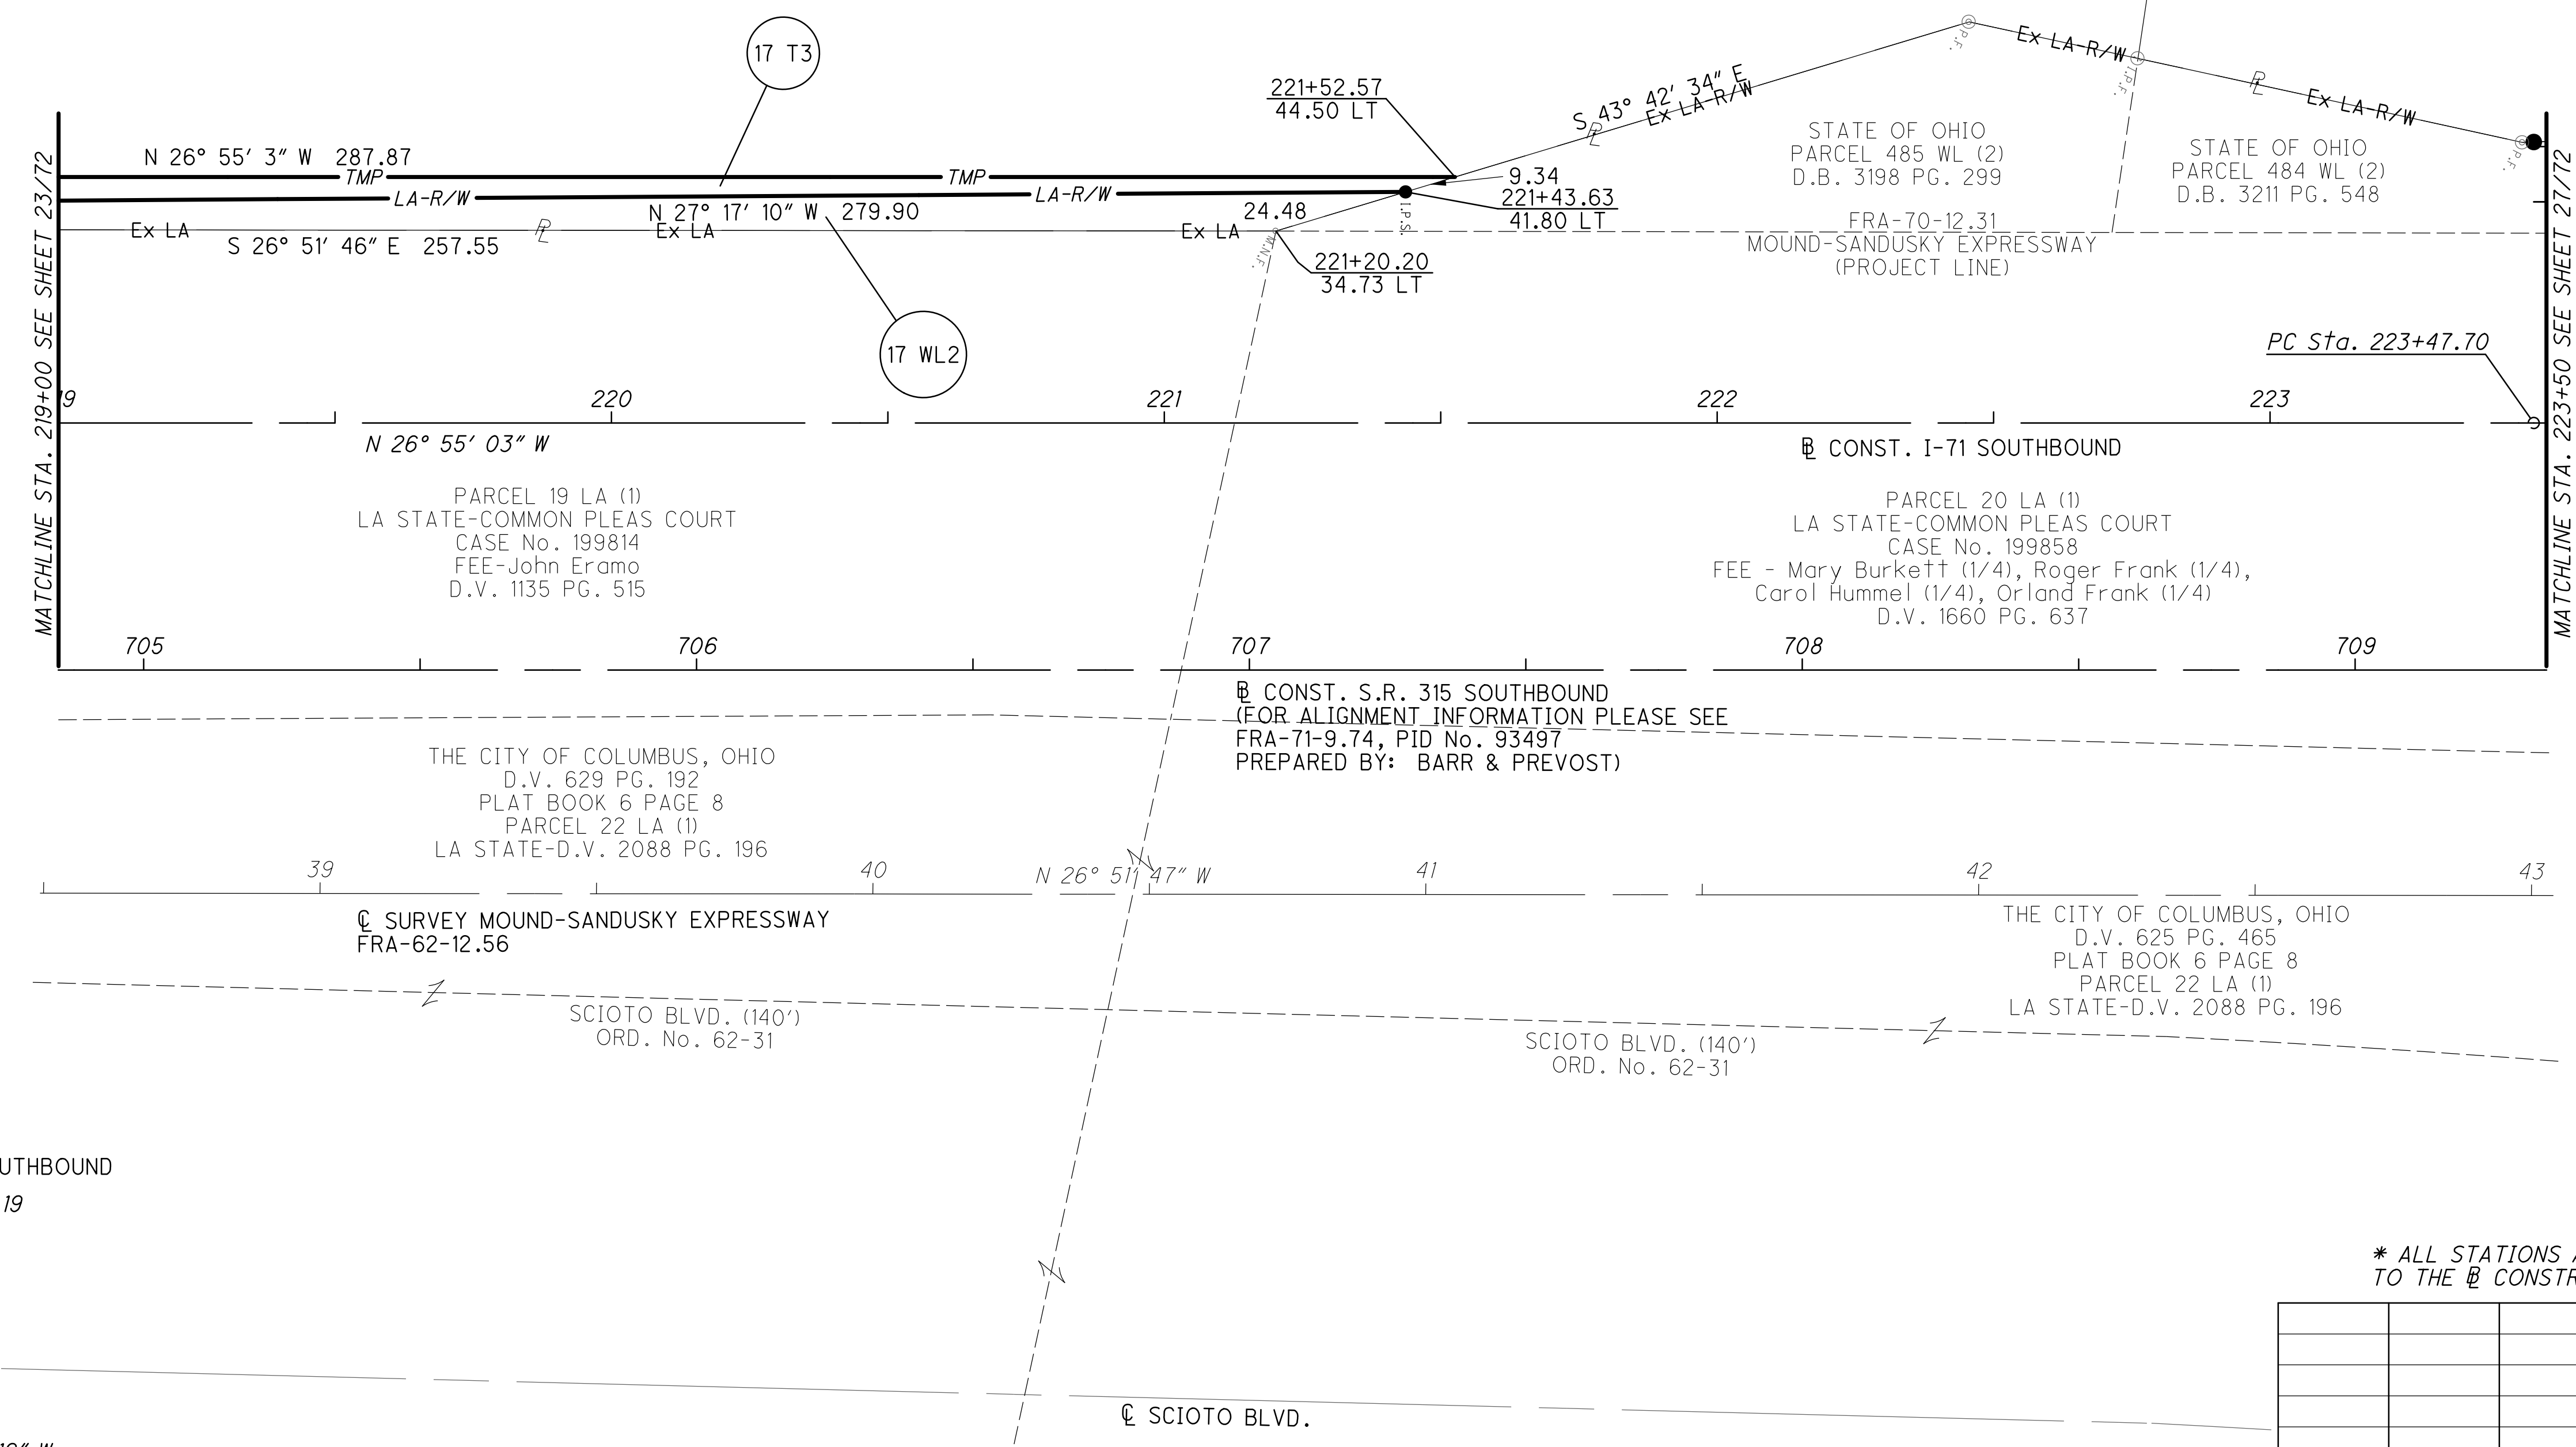 17 T3
221+52.57
44.50 LT
S 43° 42' 34" E
Ex LA-R/W
Ex LA-R/W
Ex LA-R/W
P.F.
I.P.F.
P.F.
PL
PL
STATE OF OHIO
PARCEL 485 WL (2)
D.B. 3198 PG. 299
STATE OF OHIO
PARCEL 484 WL (2)
D.B. 3211 PG. 548
N 26° 55' 3" W 287.87
TMP
TMP
LA-R/W
LA-R/W
N 27° 17' 10" W 279.90
24.48
9.34
221+43.63
41.80 LT
I.P.S.
Ex LA
Ex LA
Ex LA
PL
S 26° 51' 46" E 257.55
M.N.F.
221+20.20
34.73 LT
FRA-70-12.31
MOUND-SANDUSKY EXPRESSWAY
(PROJECT LINE)
17 WL2
PC Sta. 223+47.70
MATCHLINE STA. 219+00 SEE SHEET 23/72
MATCHLINE STA. 223+50 SEE SHEET 27/72
19
220
221
222
223
N 26° 55' 03" W
BL CONST. I-71 SOUTHBOUND
PARCEL 19 LA (1)
LA STATE-COMMON PLEAS COURT
CASE No. 199814
FEE-John Eramo
D.V. 1135 PG. 515
PARCEL 20 LA (1)
LA STATE-COMMON PLEAS COURT
CASE No. 199858
FEE - Mary Burkett (1/4), Roger Frank (1/4),
Carol Hummel (1/4), Orland Frank (1/4)
D.V. 1660 PG. 637
705
706
707
708
709
BL CONST. S.R. 315 SOUTHBOUND
(FOR ALIGNMENT INFORMATION PLEASE SEE
FRA-71-9.74, PID No. 93497
PREPARED BY: BARR & PREVOST)
THE CITY OF COLUMBUS, OHIO
D.V. 629 PG. 192
PLAT BOOK 6 PAGE 8
PARCEL 22 LA (1)
LA STATE-D.V. 2088 PG. 196
39
40
N 26° 51' 47" W
41
42
43
CL SURVEY MOUND-SANDUSKY EXPRESSWAY
FRA-62-12.56
THE CITY OF COLUMBUS, OHIO
D.V. 625 PG. 465
PLAT BOOK 6 PAGE 8
PARCEL 22 LA (1)
LA STATE-D.V. 2088 PG. 196
SCIOTO BLVD. (140')
ORD. No. 62-31
SCIOTO BLVD. (140')
ORD. No. 62-31
UTHBOUND
19
* ALL STATIONS
TO THE BL CONSTR
CL SCIOTO BLVD.